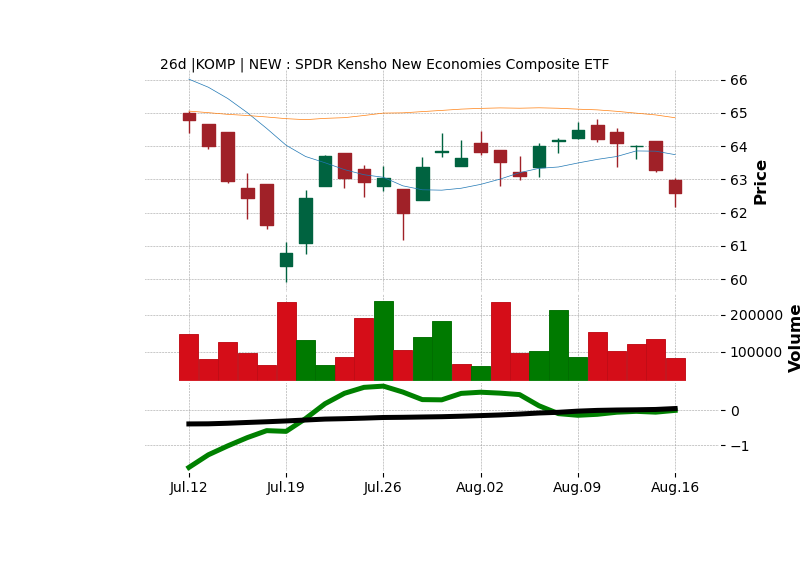 26d |KOMP | NEW : SPDR Kensho New Economies Composite ETF
66
65
64
63
62
61
60
Price
200000
100000
Volume
0
−1
Jul.12 Jul.19 Jul.26 Aug.02 Aug.09 Aug.16